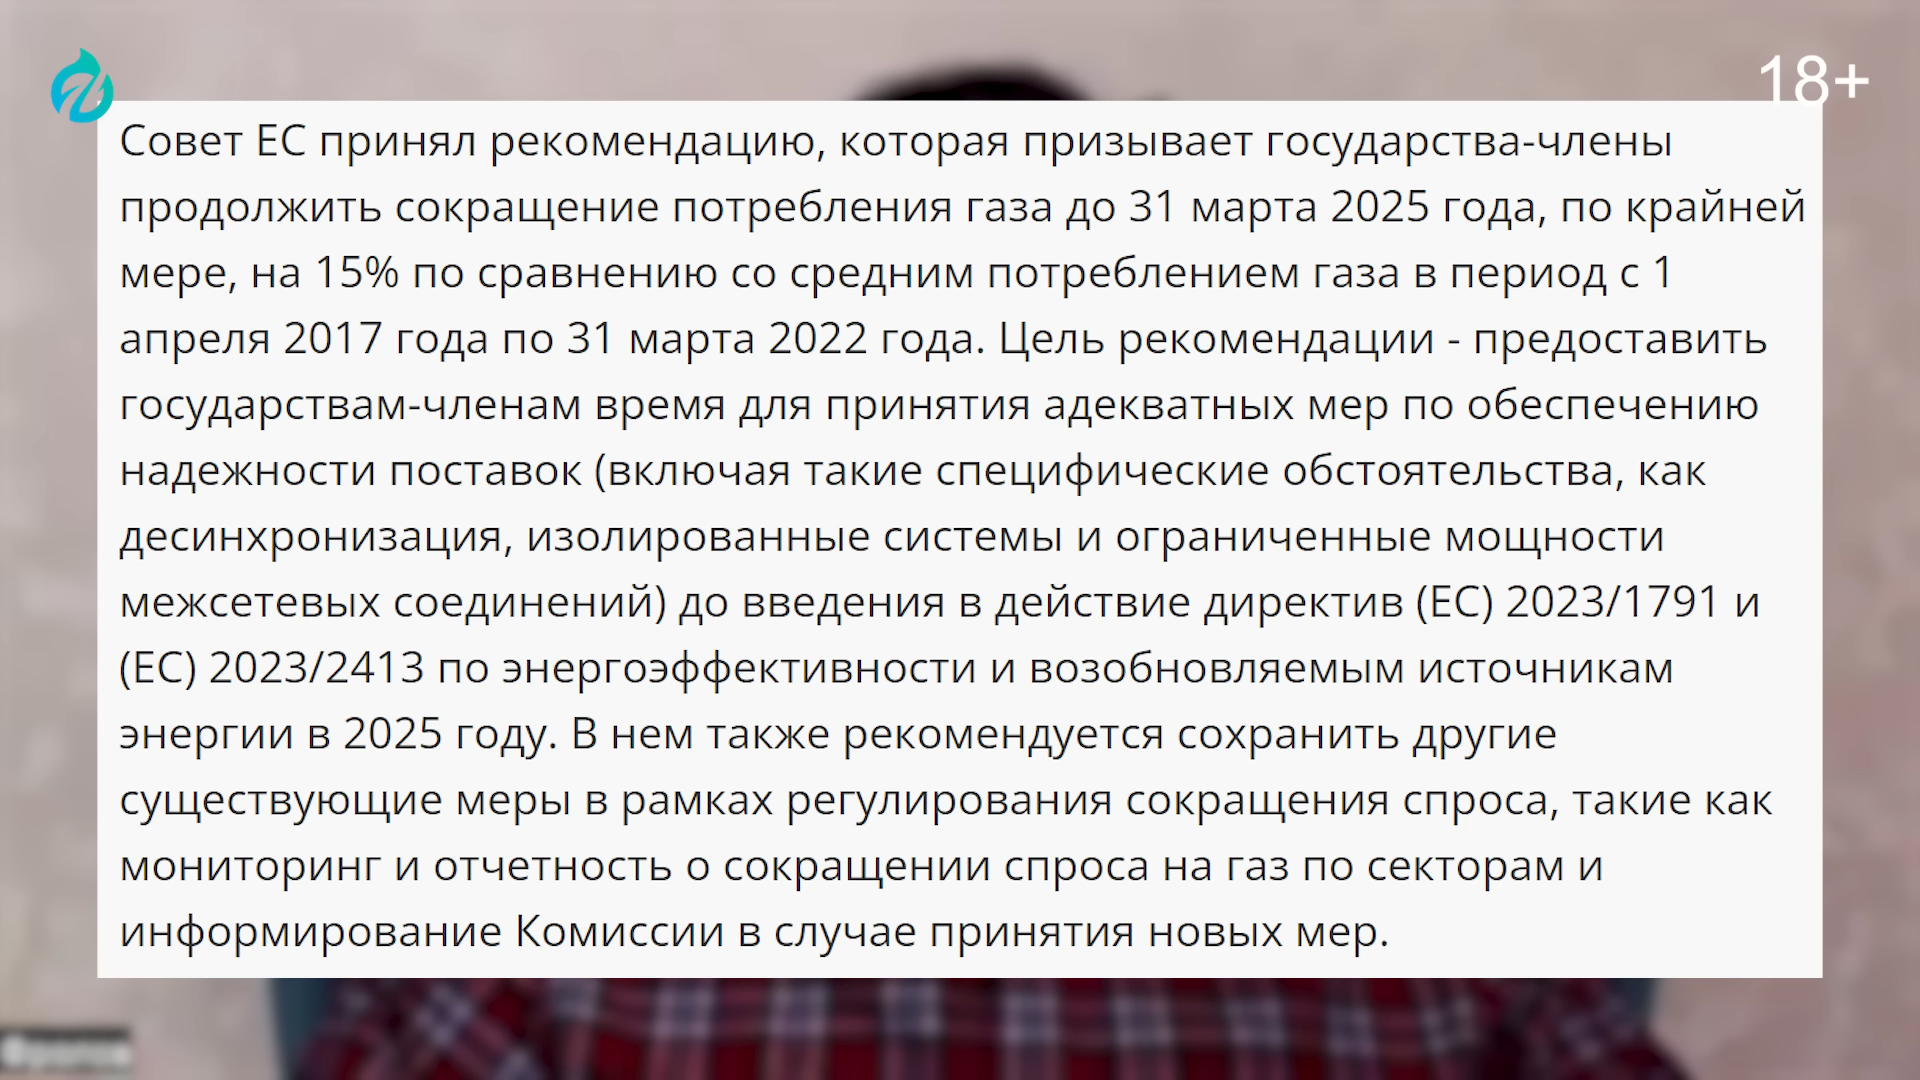 18+
Совет ЕС принял рекомендацию, которая призывает государства-члены
продолжить сокращение потребления газа до 31 марта 2025 года, по крайней
мере, на 15% по сравнению со средним потреблением газа в период с 1
апреля 2017 года по 31 марта 2022 года. Цель рекомендации - предоставить
государствам-членам время для принятия адекватных мер по обеспечению
надежности поставок (включая такие специфические обстоятельства, как
десинхронизация, изолированные системы и ограниченные мощности
межсетевых соединений) до введения в действие директив (ЕС) 2023/1791 и
(ЕС) 2023/2413 по энергоэффективности и возобновляемым источникам
энергии в 2025 году. В нем также рекомендуется сохранить другие
существующие меры в рамках регулирования сокращения спроса, такие как
мониторинг и отчетность о сокращении спроса на газ по секторам и
информирование Комиссии в случае принятия новых мер.